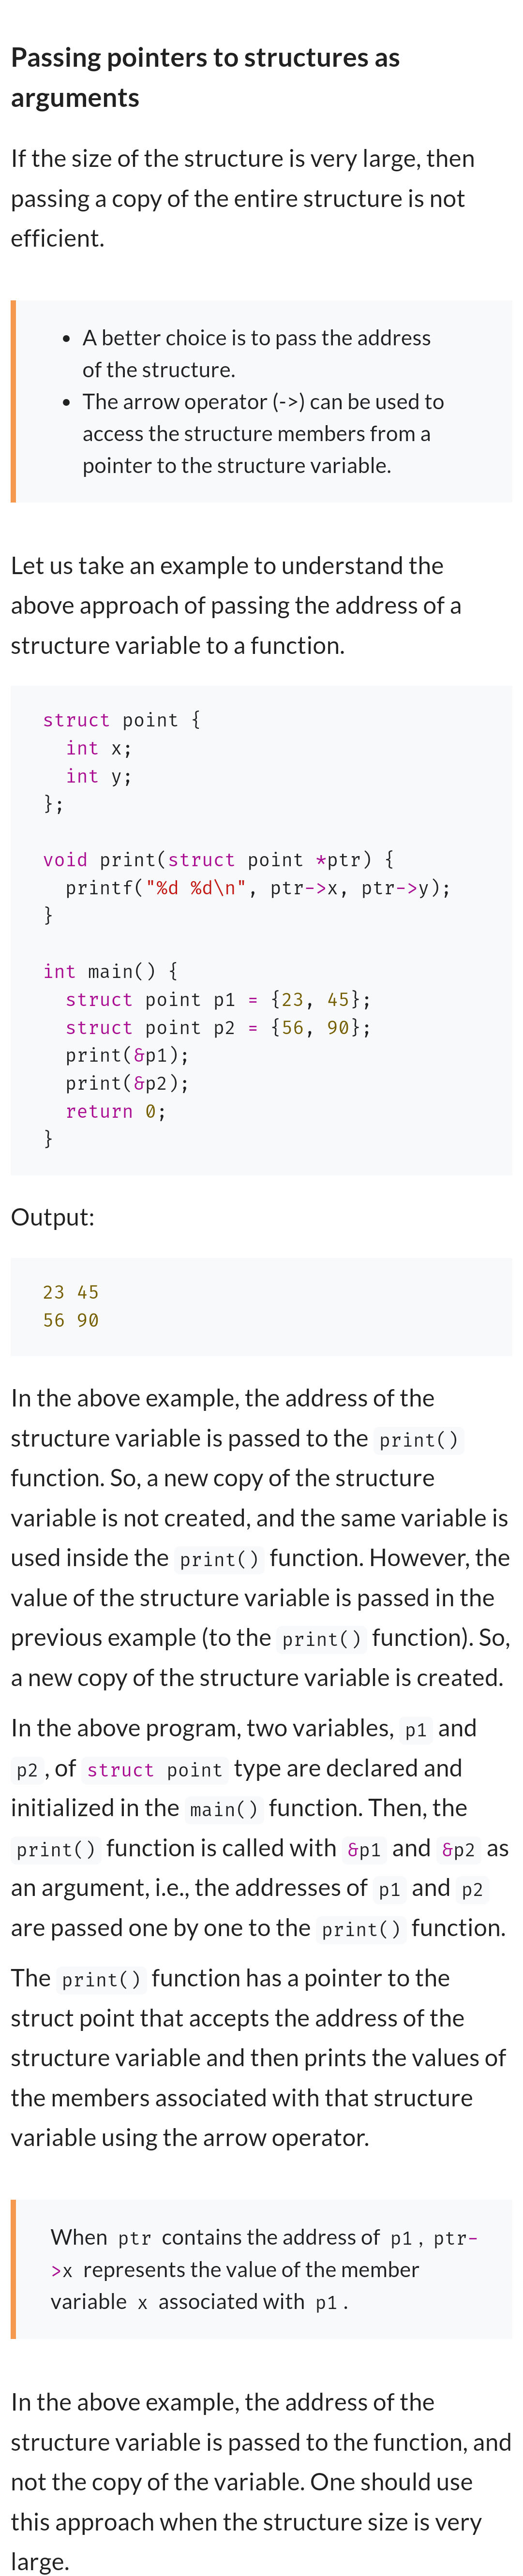 Passing pointers to structures as
arguments
If the size of the structure is very large, then
passing a copy of the entire structure is not
efficient.
• A better choice is to pass the address
of the structure.
• The arrow operator (->) can be used to
access the structure members from a
pointer to the structure variable.
Let us take an example to understand the
above approach of passing the address of a
structure variable to a function.
struct point {
  int x;
  int y;
};

void print(struct point *ptr) {
  printf("%d %d\n", ptr->x, ptr->y);
}

int main() {
  struct point p1 = {23, 45};
  struct point p2 = {56, 90};
  print(&p1);
  print(&p2);
  return 0;
}
Output:
23 45
56 90
In the above example, the address of the
structure variable is passed to the print()
function. So, a new copy of the structure
variable is not created, and the same variable is
used inside the print() function. However, the
value of the structure variable is passed in the
previous example (to the print() function). So,
a new copy of the structure variable is created.
In the above program, two variables, p1 and
p2, of struct point type are declared and
initialized in the main() function. Then, the
print() function is called with &p1 and &p2 as
an argument, i.e., the addresses of p1 and p2
are passed one by one to the print() function.
The print() function has a pointer to the
struct point that accepts the address of the
structure variable and then prints the values of
the members associated with that structure
variable using the arrow operator.
When ptr contains the address of p1, ptr-
>x represents the value of the member
variable x associated with p1.
In the above example, the address of the
structure variable is passed to the function, and
not the copy of the variable. One should use
this approach when the structure size is very
large.